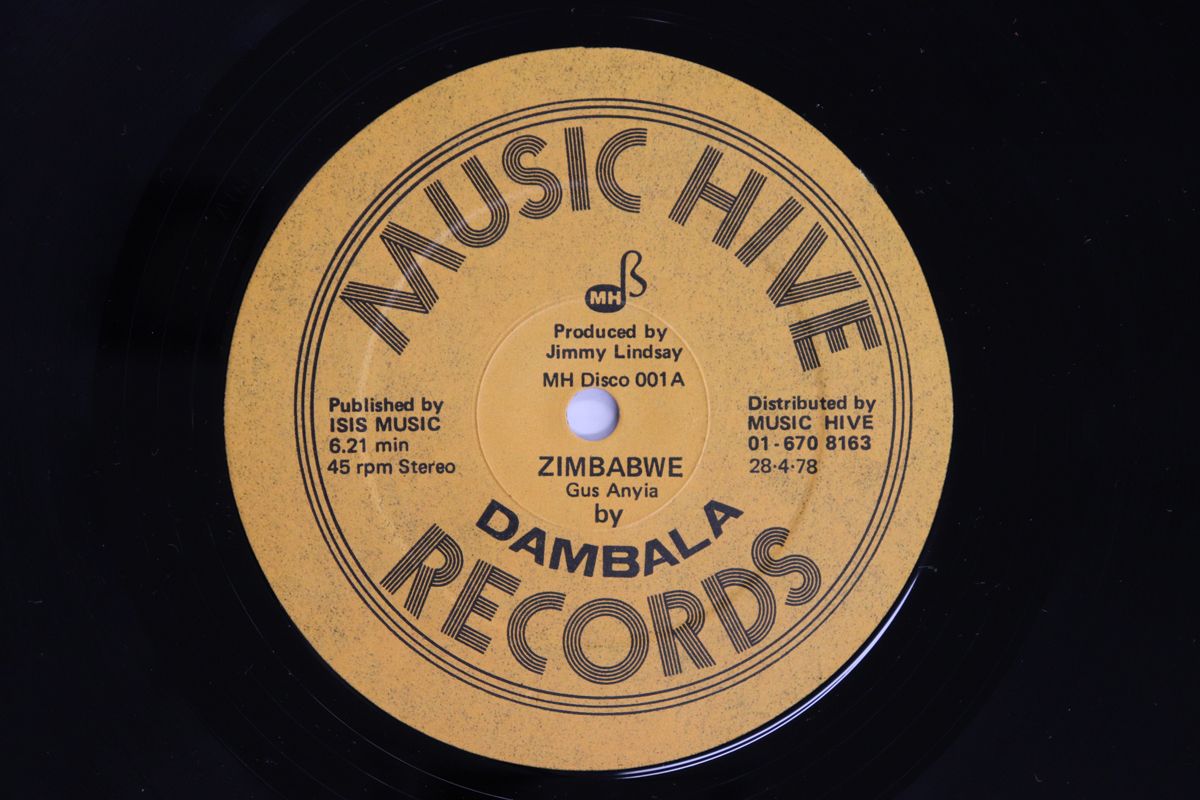 MUSIC HIVE
MH
Produced by
Jimmy Lindsay
MH Disco 001A
Published by
ISIS MUSIC
6.21 min
45 rpm Stereo
Distributed by
MUSIC HIVE
01-670 8163
28·4·78
ZIMBABWE
Gus Anyia
by
DAMBALA
RECORDS